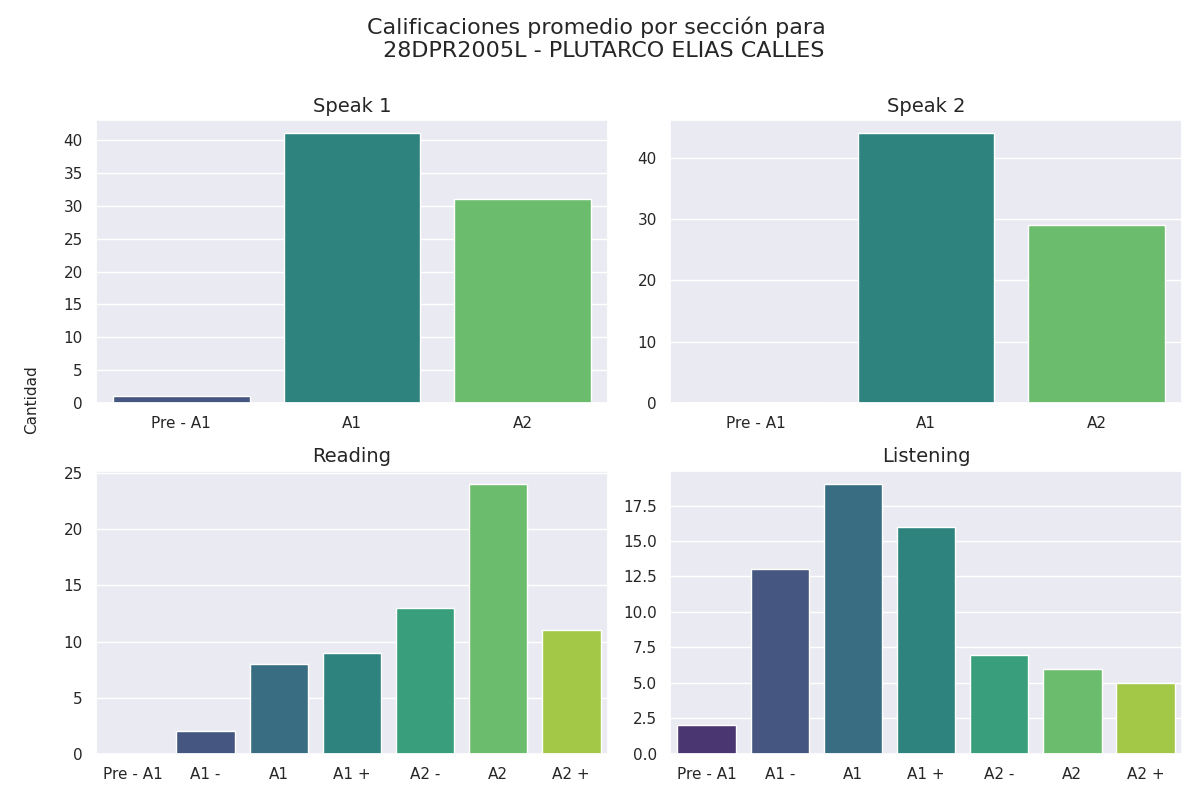 Calificaciones promedio por sección para
28DPR2005L - PLUTARCO ELIAS CALLES
Speak 1
40
35
30
25
20
15
10
5
0
Pre - A1 A1 A2
Speak 2
40
30
20
10
0
Pre - A1 A1 A2
Cantidad
Reading
25
20
15
10
5
0
Pre - A1 A1 - A1 A1 + A2 - A2 A2 +
Listening
17.5
15.0
12.5
10.0
7.5
5.0
2.5
0.0
Pre - A1 A1 - A1 A1 + A2 - A2 A2 +